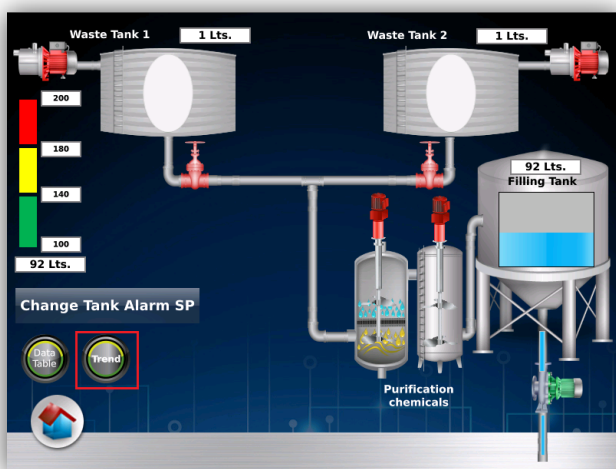 Waste Tank 1
1 Lts.
Waste Tank 2
1 Lts.
200
180
140
100
92 Lts.
92 Lts.
Filling Tank
Change Tank Alarm SP
Data
Table
Trend
Purification
chemicals